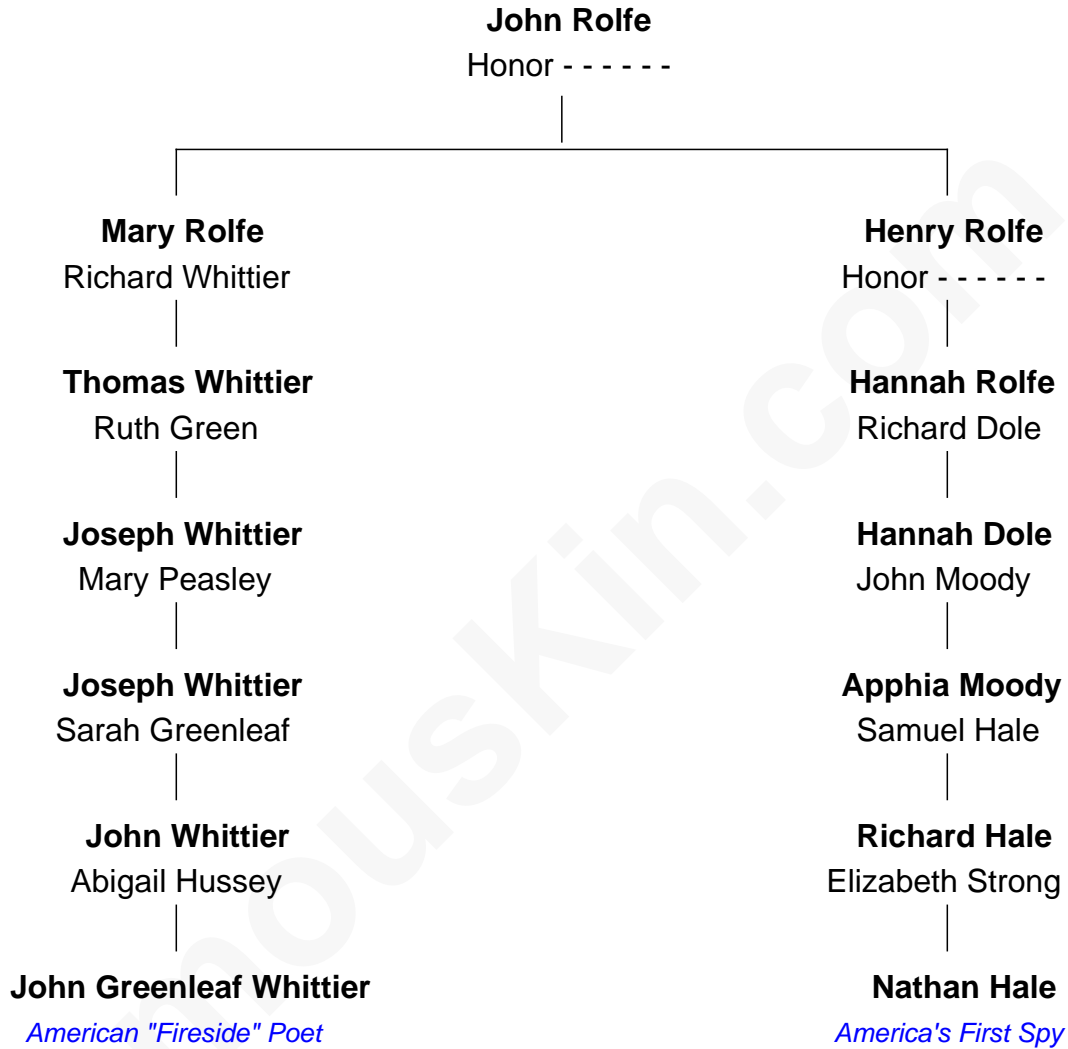 John Rolfe
Honor - - - - - -
Mary Rolfe
Richard Whittier
Henry Rolfe
Honor - - - - - -
Thomas Whittier
Ruth Green
Hannah Rolfe
Richard Dole
Joseph Whittier
Mary Peasley
Hannah Dole
John Moody
Joseph Whittier
Sarah Greenleaf
Apphia Moody
Samuel Hale
John Whittier
Abigail Hussey
Richard Hale
Elizabeth Strong
John Greenleaf Whittier
American "Fireside" Poet
Nathan Hale
America's First Spy
mousKin.com